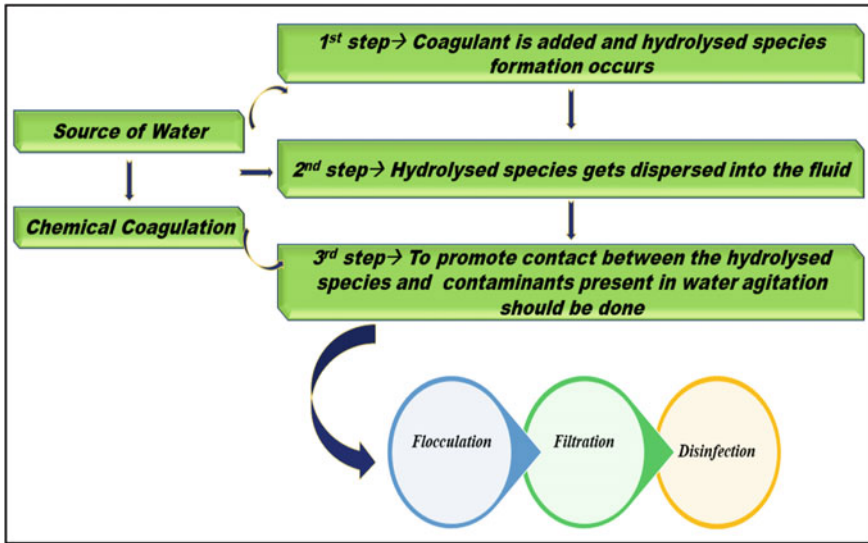 1st step→ Coagulant is added and hydrolysed species
formation occurs
Source of Water
2nd step→ Hydrolysed species gets dispersed into the fluid
Chemical Coagulation
3rd step→ To promote contact between the hydrolysed
species and contaminants present in water agitation
should be done
Flocculation
Filtration
Disinfection